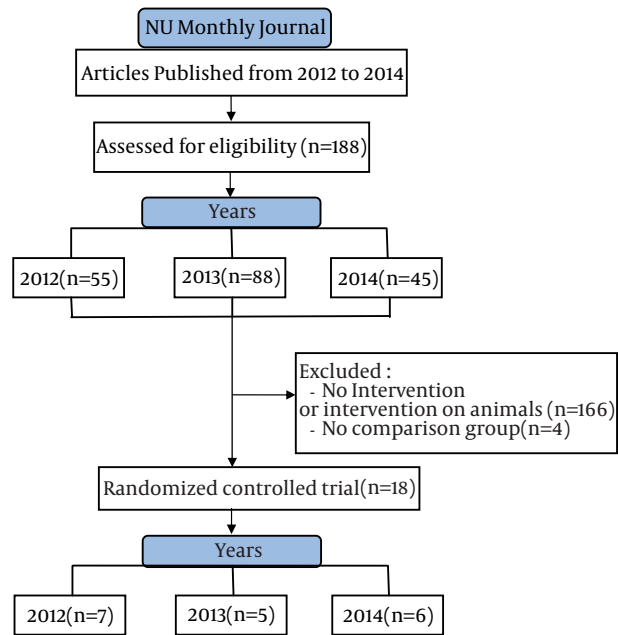 NU Monthly Journal
Articles Published from 2012 to 2014
Assessed for eligibility (n=188)
Years
2012(n=55)
2013(n=88)
2014(n=45)
Excluded :
- No Intervention
or intervention on animals (n=166)
- No comparison group(n=4)
Randomized controlled trial(n=18)
Years
2012(n=7)
2013(n=5)
2014(n=6)